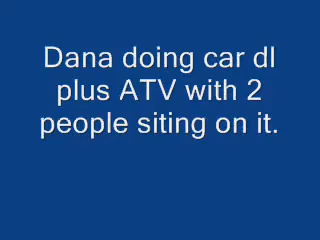 Dana doing car dl
plus ATV with 2
people siting on it.